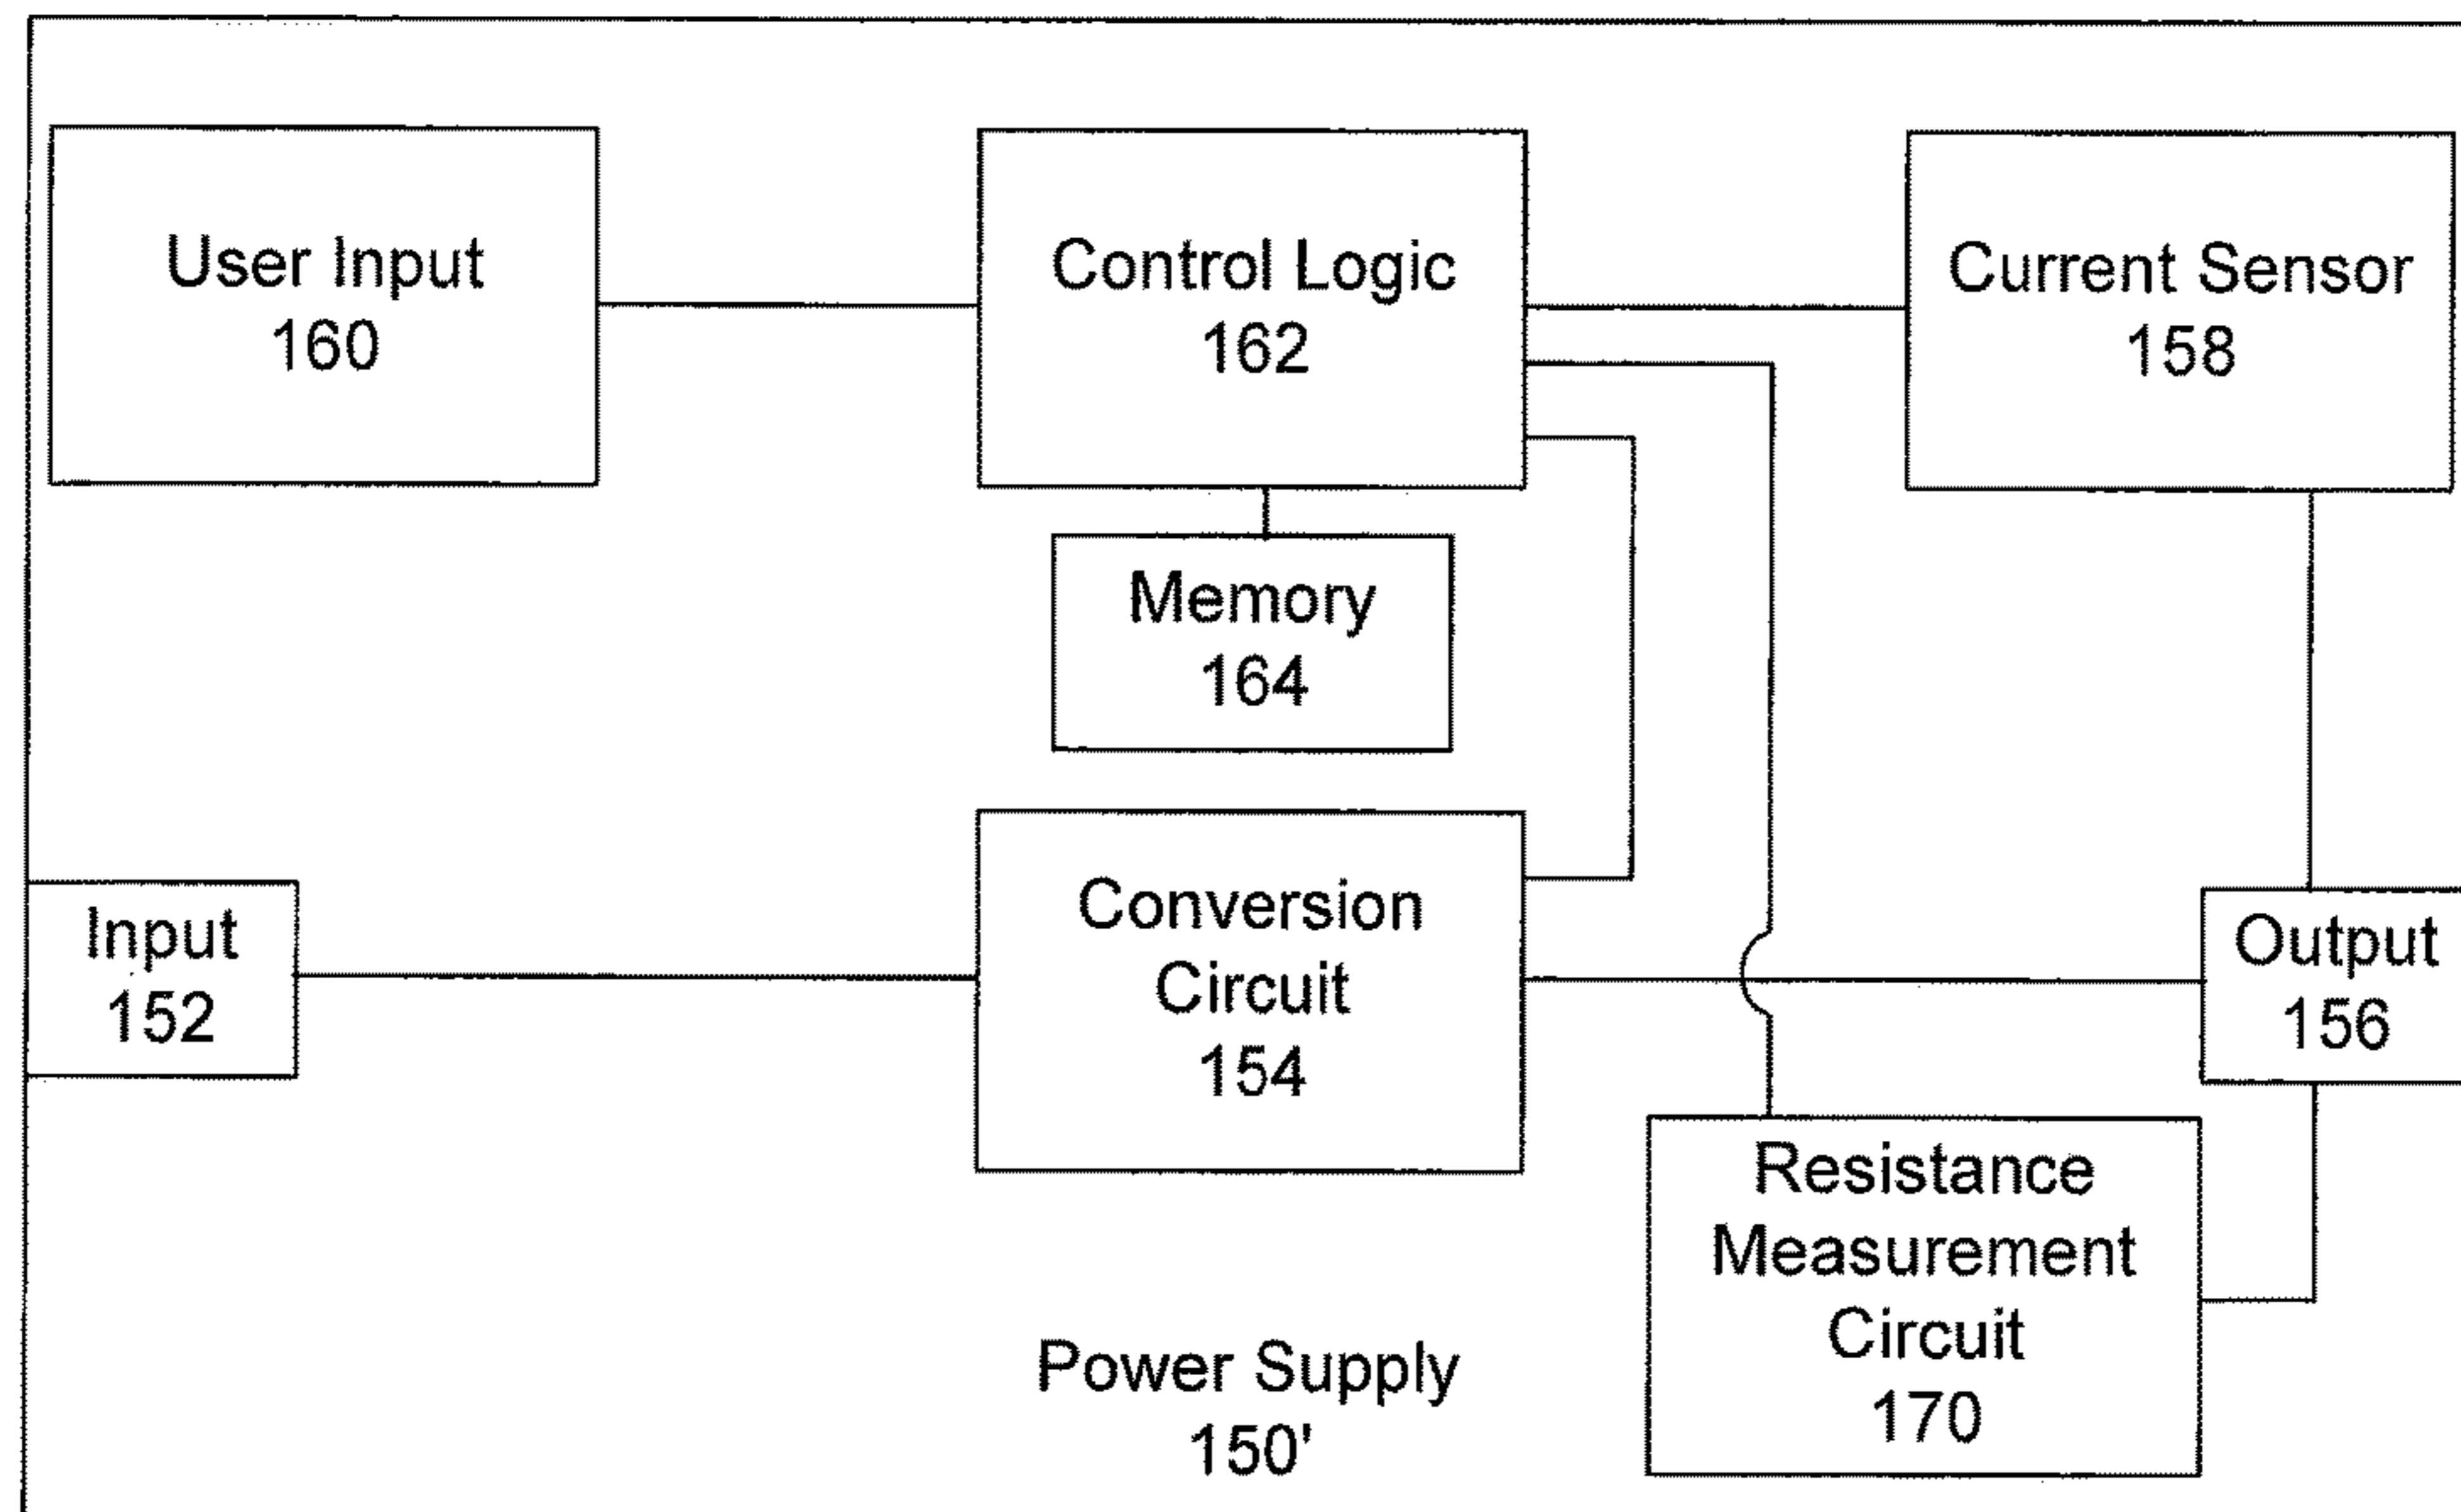 User Input
160
Control Logic
162
Current Sensor
158
Memory
164
Input
152
Conversion
Circuit
154
Output
156
Resistance
Measurement
Circuit
170
Power Supply
150'